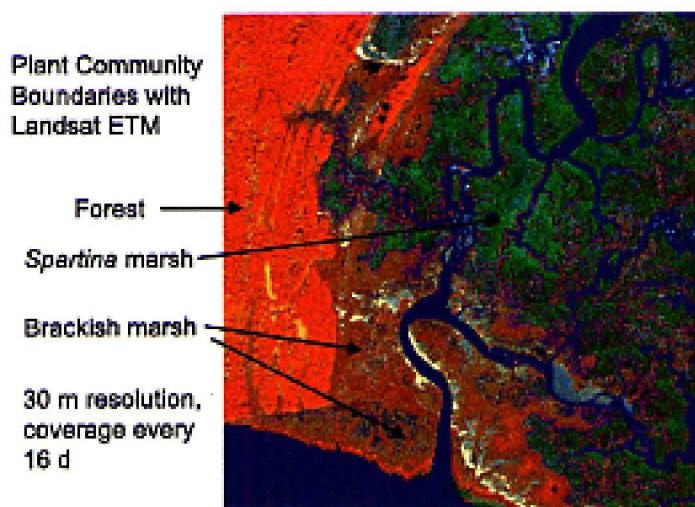 Plant Community
Boundaries with
Landsat ETM
Forest
Spartina marsh
Brackish marsh
30 m resolution,
coverage every
16 d